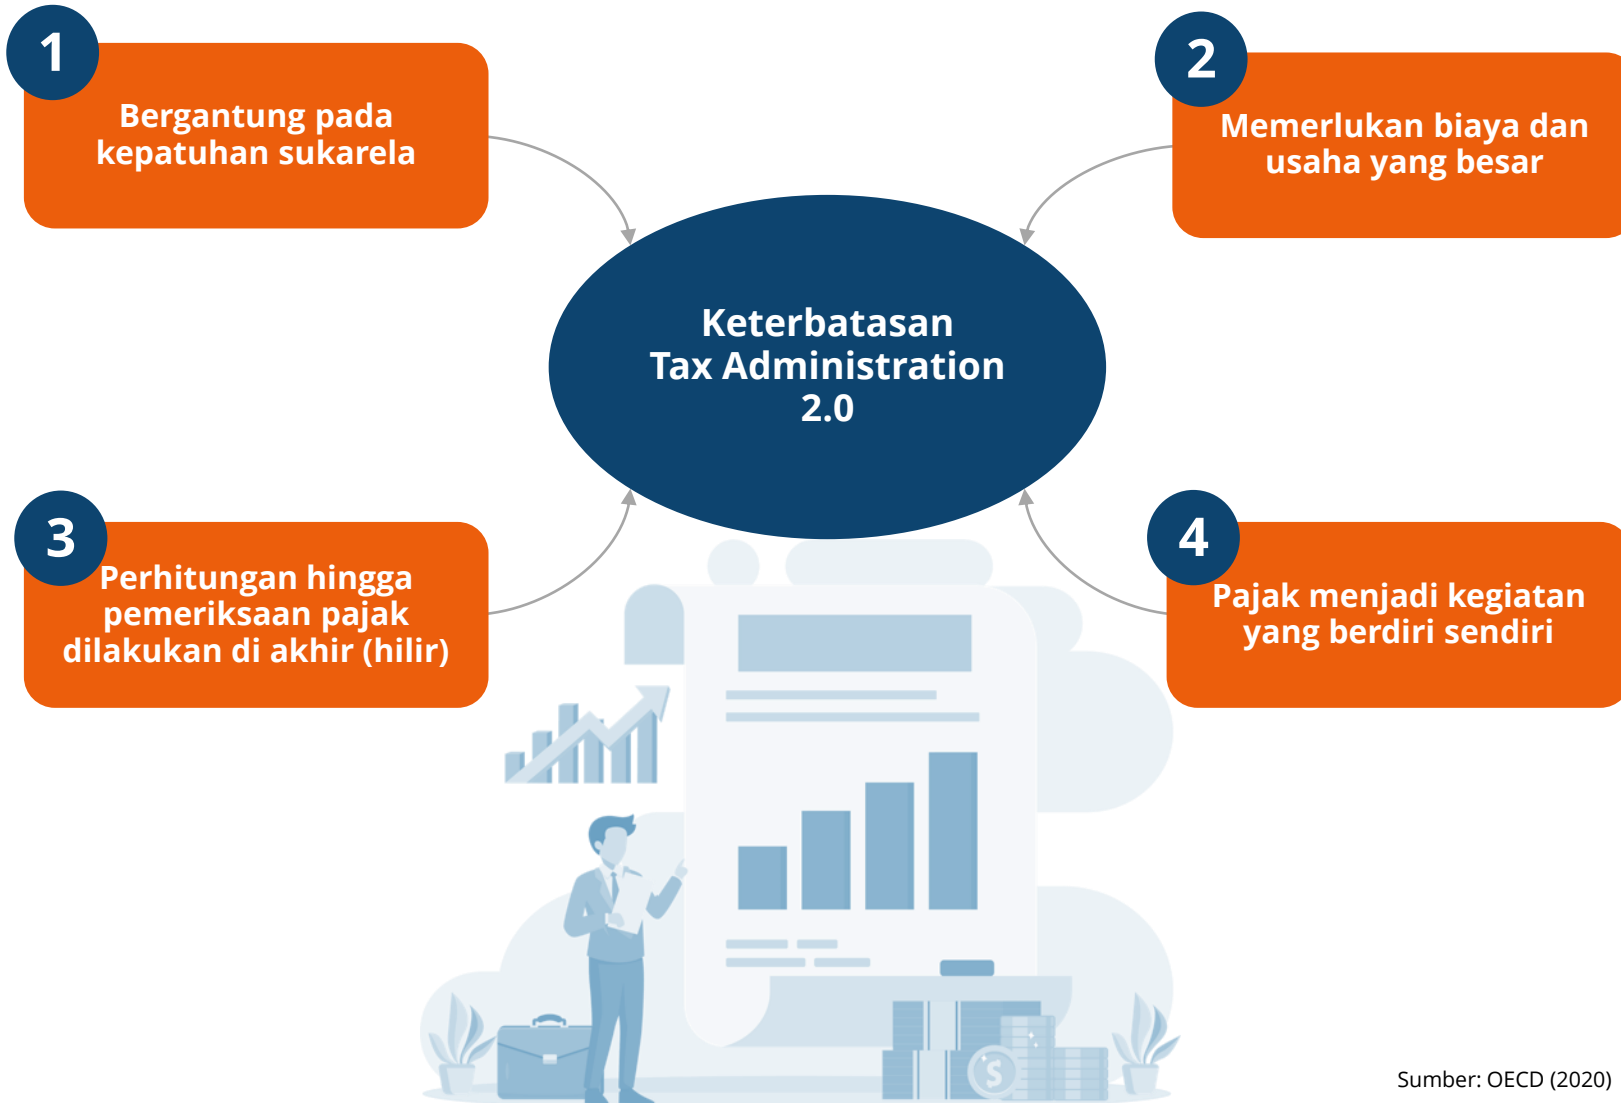 1
Bergantung pada
kepatuhan sukarela
2
Memerlukan biaya dan
usaha yang besar
Keterbatasan
Tax Administration
2.0
3
Perhitungan hingga
pemeriksaan pajak
dilakukan di akhir (hilir)
4
Pajak menjadi kegiatan
yang berdiri sendiri
$
Sumber: OECD (2020)